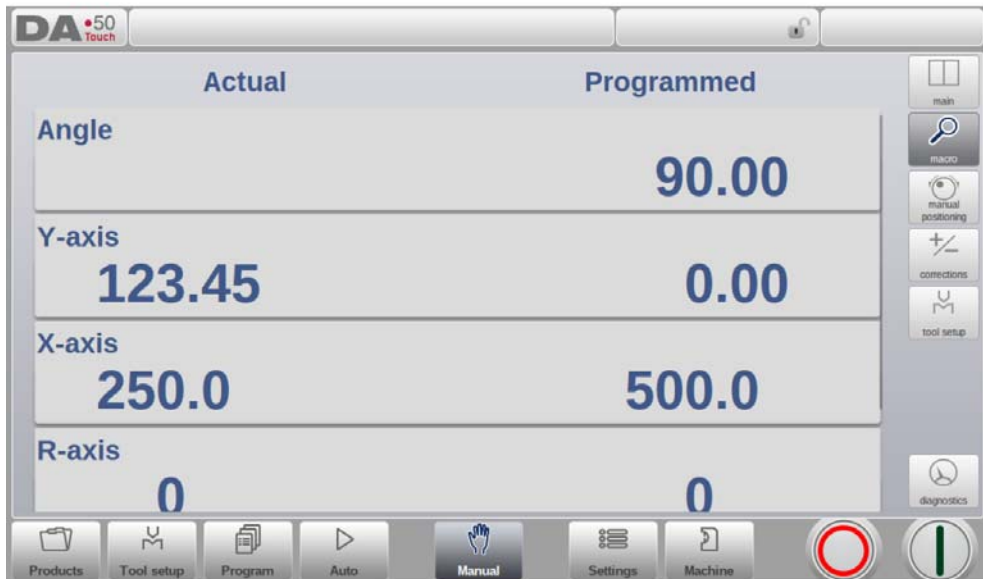 DA•50
Touch
Actual Programmed
Angle
90.00
Y-axis
123.45 0.00
X-axis
250.0 500.0
R-axis
0 0
main
macro
manual
positioning
corrections
tool setup
diagnostics
Products Tool setup Program Auto Manual Settings Machine